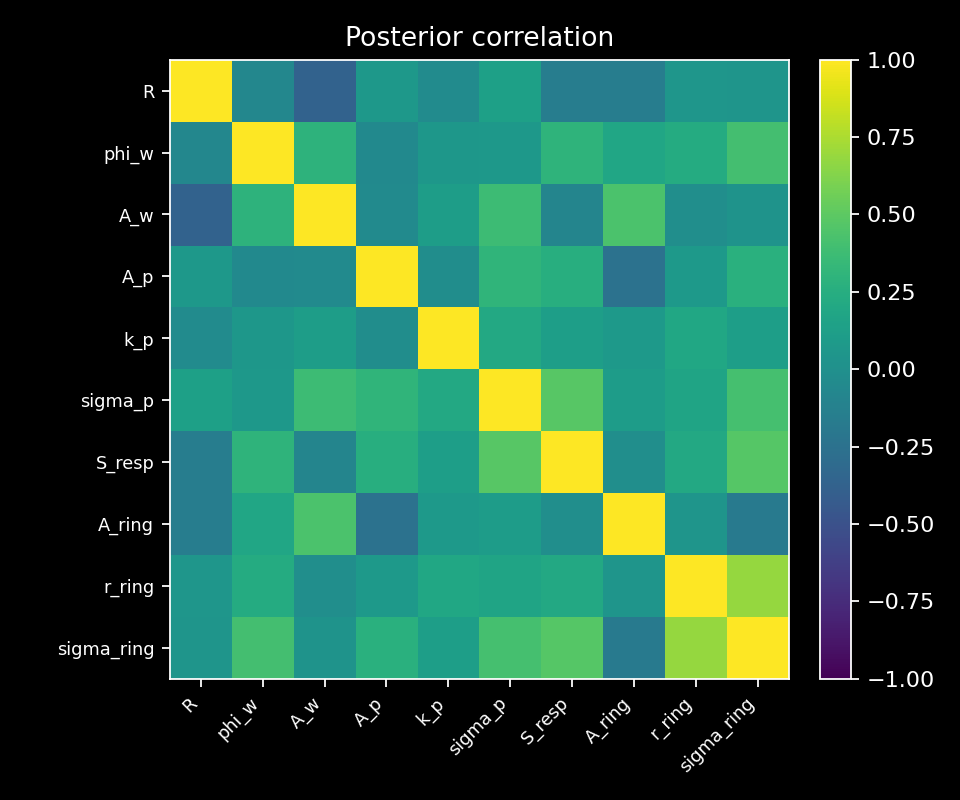 Posterior correlation
R
phi_w
A_w
A_p
k_p
sigma_p
S_resp
A_ring
r_ring
sigma_ring
R
phi_w
A_w
A_p
k_p
sigma_p
S_resp
A_ring
r_ring
sigma_ring
1.00
0.75
0.50
0.25
0.00
−0.25
−0.50
−0.75
−1.00